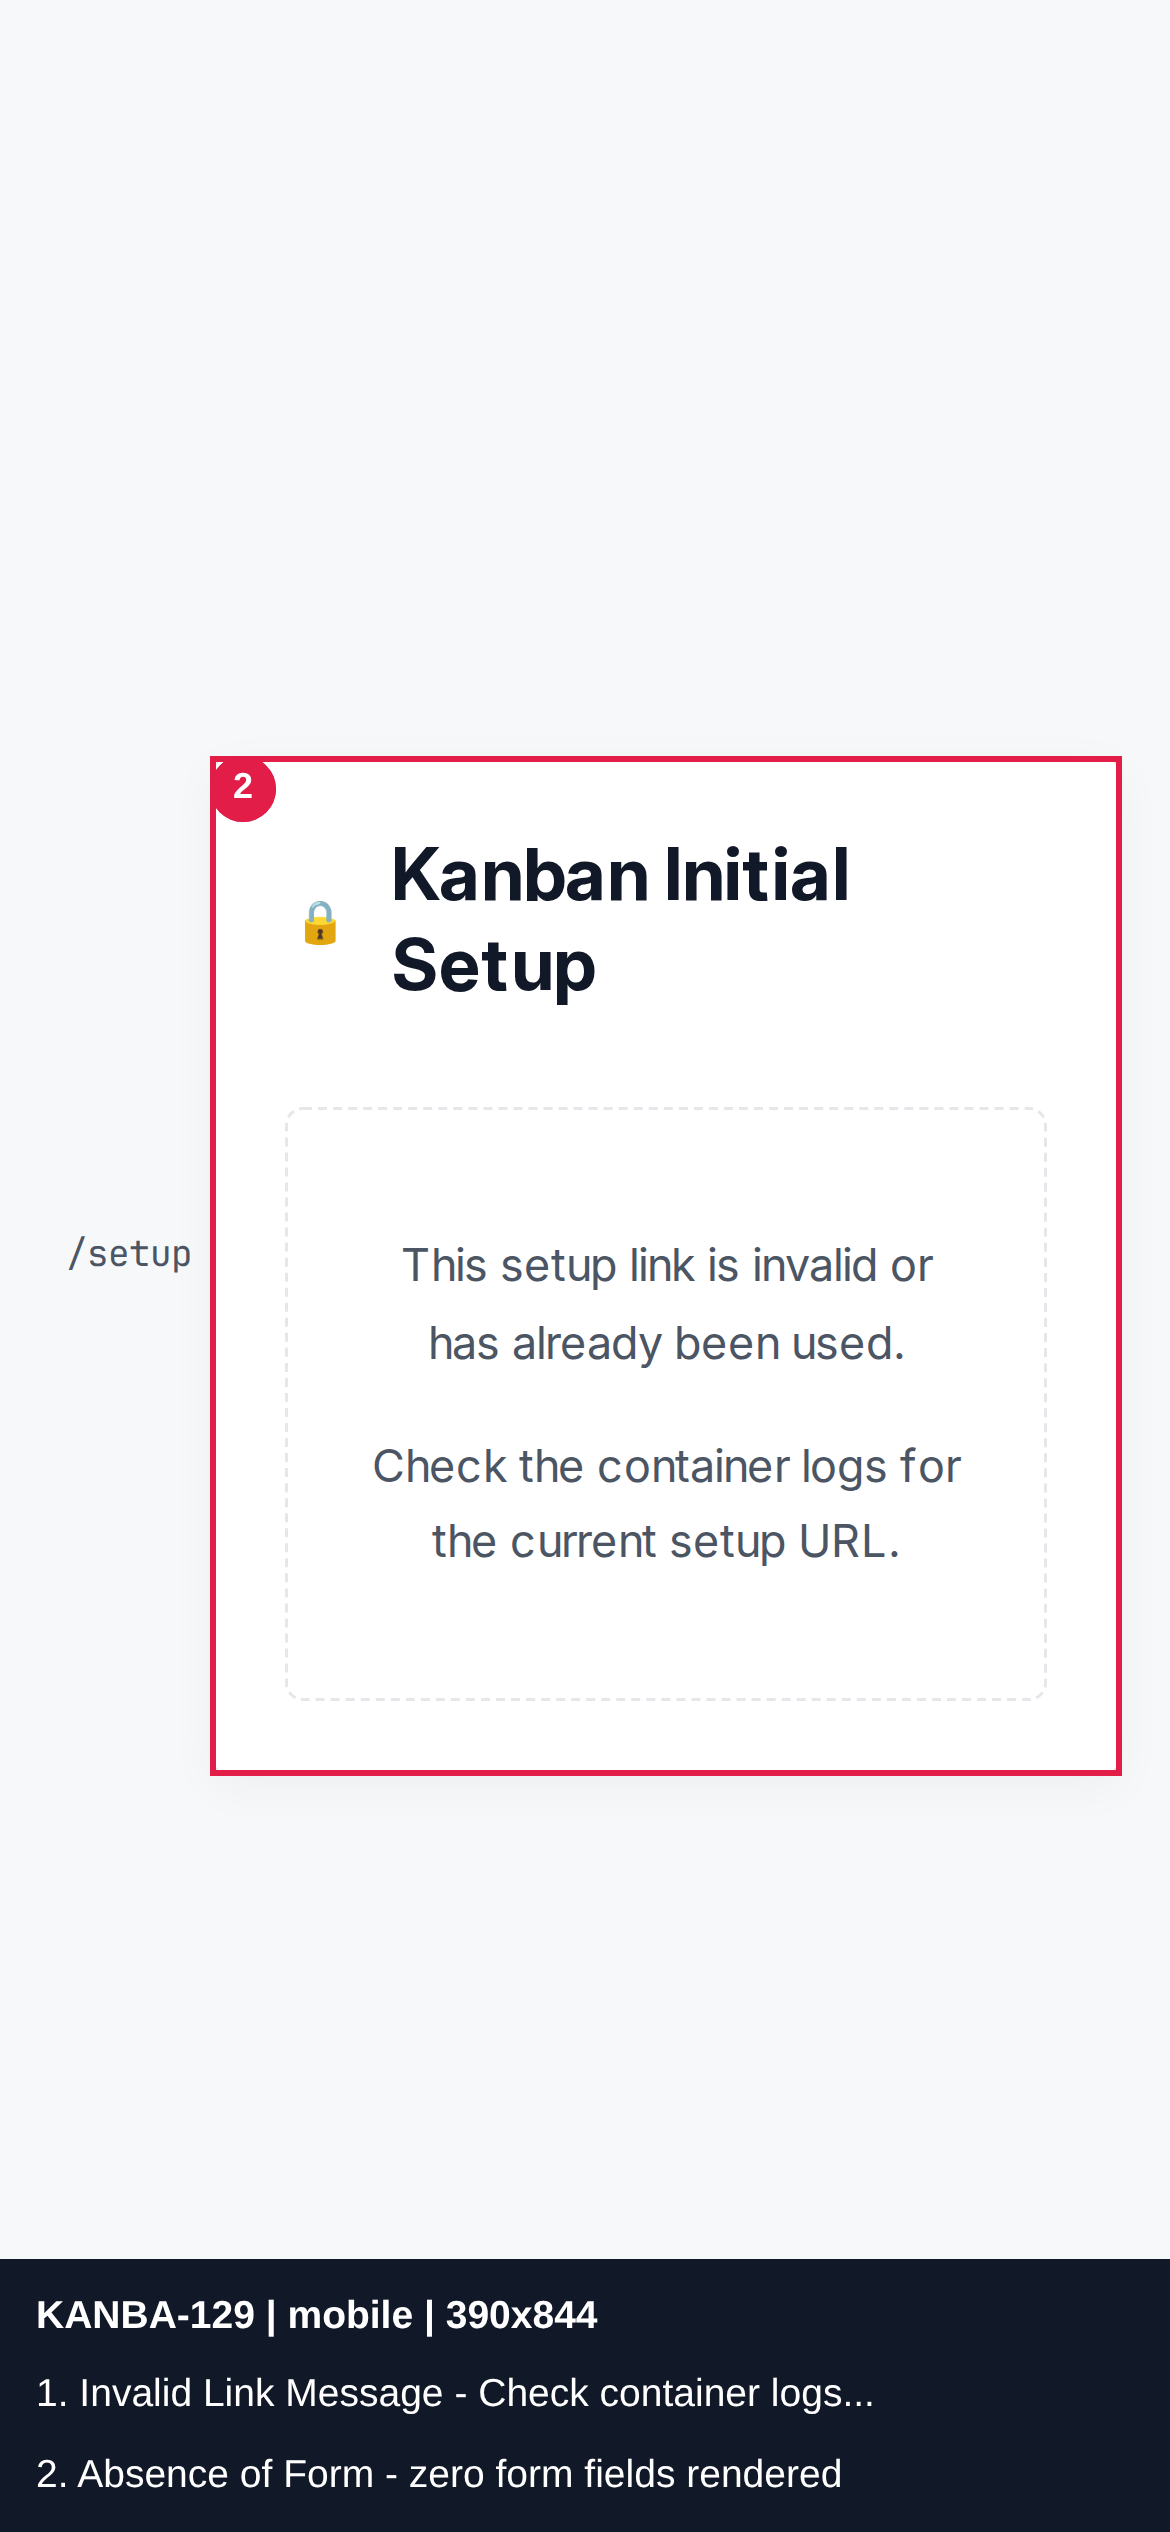 2
Kanban Initial
Setup
/setup
This setup link is invalid or
has already been used.
Check the container logs for
the current setup URL.
KANBA-129 | mobile | 390x844
1. Invalid Link Message - Check container logs...
2. Absence of Form - zero form fields rendered